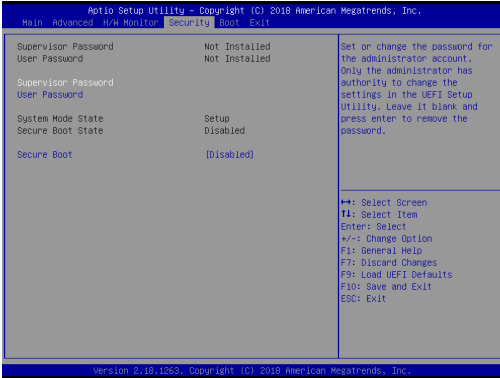 Aptio Setup Utility - Copyright (C) 2018 American Megatrends, Inc.
Main Advanced H/W Monitor Security Boot Exit
Supervisor Password Not Installed
User Password Not Installed
Supervisor Password
User Password
System Mode State Setup
Secure Boot State Disabled
Secure Boot [Disabled]
Set or change the password for
the administrator account.
Only the administrator has
authority to change the
settings in the UEFI Setup
Utility. Leave it blank and
press enter to remove the
password.
↔: Select Screen
↑↓: Select Item
Enter: Select
+/-: Change Option
F1: General Help
F7: Discard Changes
F9: Load UEFI Defaults
F10: Save and Exit
ESC: Exit
Version 2.18.1263. Copyright (C) 2018 American Megatrends, Inc.